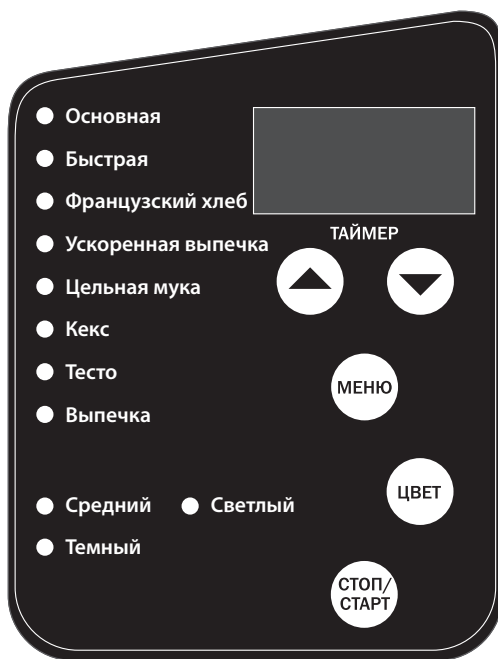 Основная
Быстрая
Французский хлеб
Ускоренная выпечка
Цельная мука
Кекс
Тесто
Выпечка
Средний
Светлый
Темный
ТАЙМЕР
МЕНЮ
ЦВЕТ
СТОП/
СТАРТ